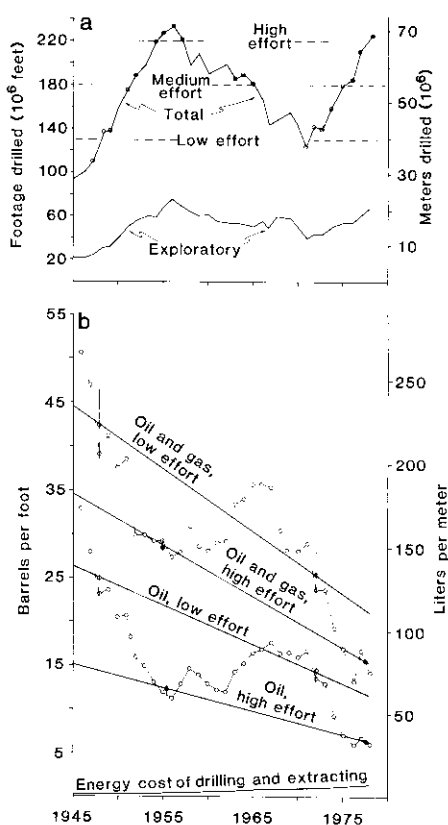 a
Footage drilled (10⁶ feet)
220
180
140
100
60
20
High effort
Medium effort
Total
Low effort
Exploratory
70
50
30
10
Meters drilled (10⁶)
b
Barrels per foot
55
45
35
25
15
5
Oil and gas, low effort
Oil and gas, high effort
Oil, low effort
Oil, high effort
Energy cost of drilling and extracting
250
200
150
100
50
Liters per meter
1945
1955
1965
1975